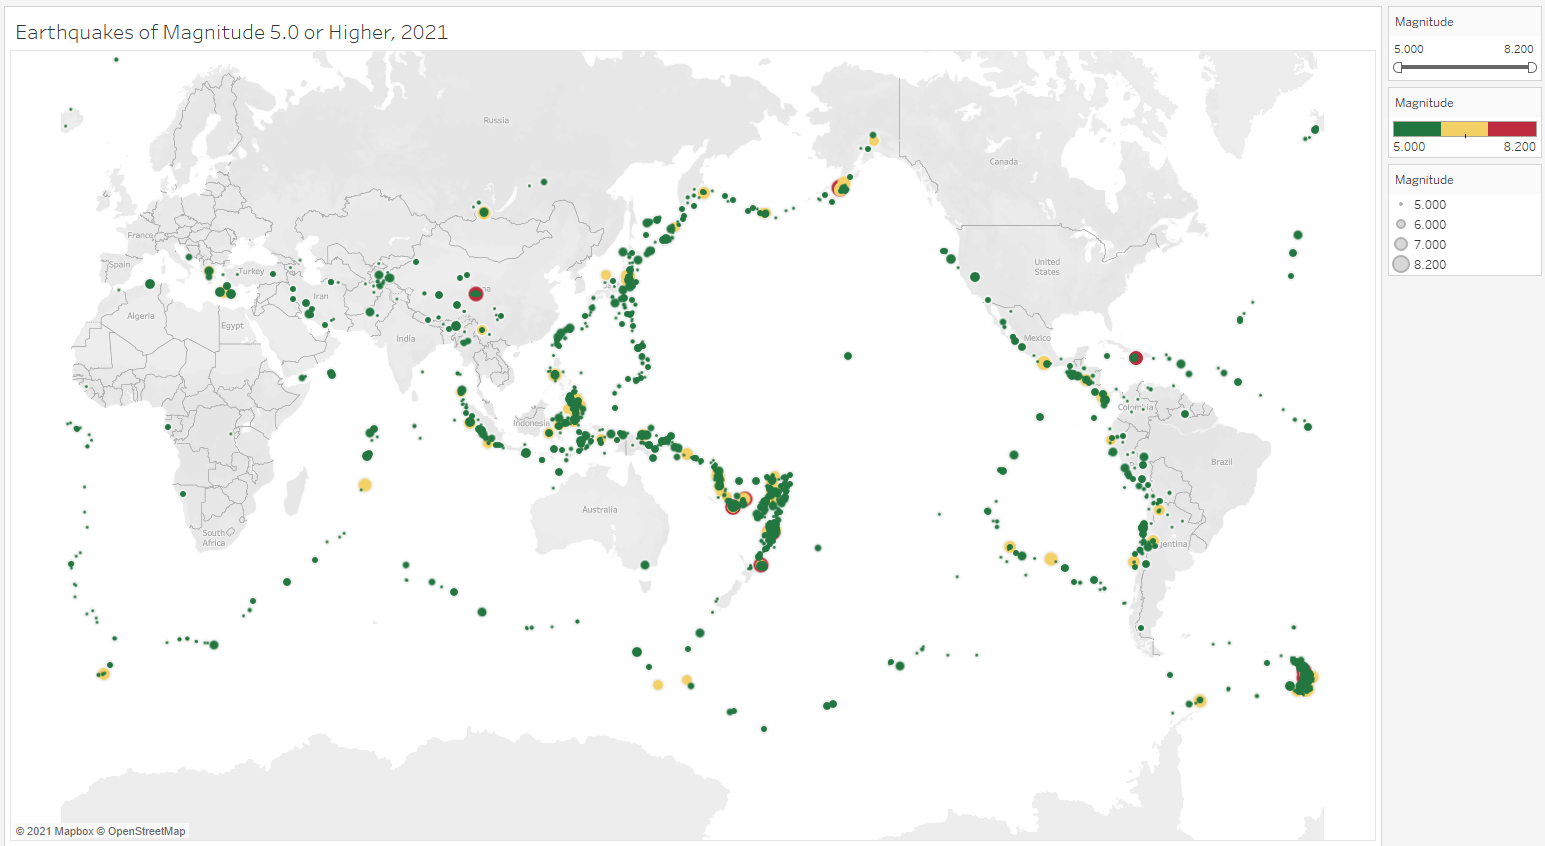 Earthquakes of Magnitude 5.0 or Higher, 2021
Magnitude
5.000 8.200
Magnitude
5.000 8.200
Magnitude
5.000
6.000
7.000
8.200
Russia
Canada
France
Spain
Turkey
United
States
Iran
Algeria
Egypt
India
Mexico
Indonesia
Colombia
Brazil
Australia
South
Africa
© 2021 Mapbox © OpenStreetMap